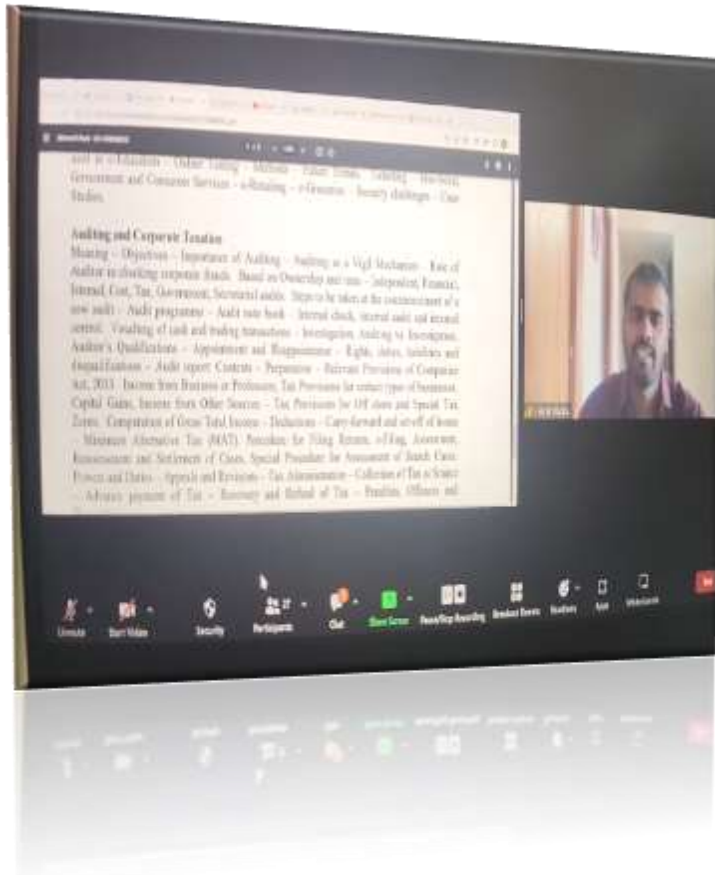 Government and Consumer Services - e-Retailing - e-Groceries - Security challenges - Case
Studies.
Auditing and Corporate Taxation
Meaning - Objectives - Importance of Auditing - Auditing as a Vigil Mechanism - Role of
Auditor in checking corporate frauds. Based on Ownership and time - Independent, Financial,
Internal, Cost, Tax, Government, Secretarial audits. Steps to be taken at the commencement of a
new audit - Audit programme - Audit note book - Internal check, internal audit and internal
control. Vouching of cash and trading transactions - Investigation, Auditing vs Investigation,
Auditor's Qualifications - Appointment and Reappointment - Rights, duties, liabilities and
disqualifications - Audit report: Contents - Preparation - Relevant Provisions of Companies
Act, 2013. Income from Business or Profession, Tax Provisions for certain types of businesses,
Capital Gains, Income from Other Sources - Tax Provisions for Off shore and Special Tax
Zones. Computation of Gross Total Income - Deductions - Carry-forward and set-off of losses
- Minimum Alternative Tax (MAT). Procedure for Filing Returns, e-Filing, Assessment,
Reassessment and Settlement of Cases, Special Procedure for Assessment of Search Cases.
Powers and Duties - Appeals and Revisions - Tax Administration - Collection of Tax at Source
- Advance payment of Tax - Recovery and Refund of Tax - Penalties, Offences and
Unmute Start Video Security Participants 27 Chat Share Screen Pause/Stop Recording Breakout Rooms Reactions Apps Whiteboards